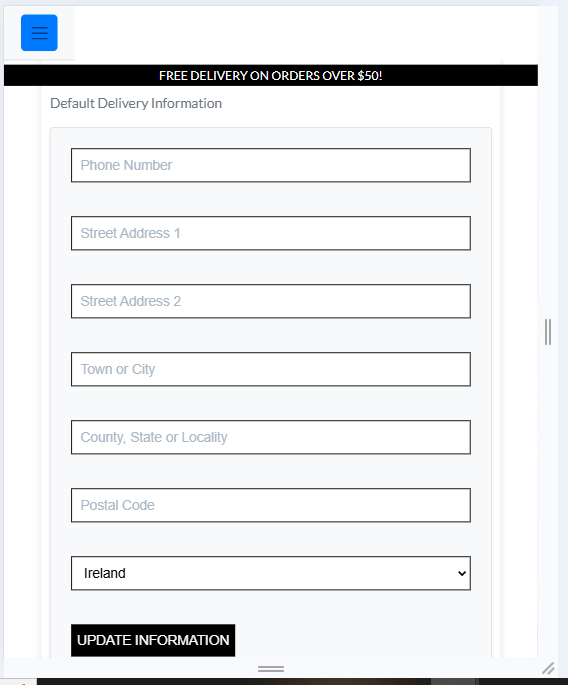 FREE DELIVERY ON ORDERS OVER $50!
Default Delivery Information
Phone Number
Street Address 1
Street Address 2
Town or City
County, State or Locality
Postal Code
Ireland
UPDATE INFORMATION